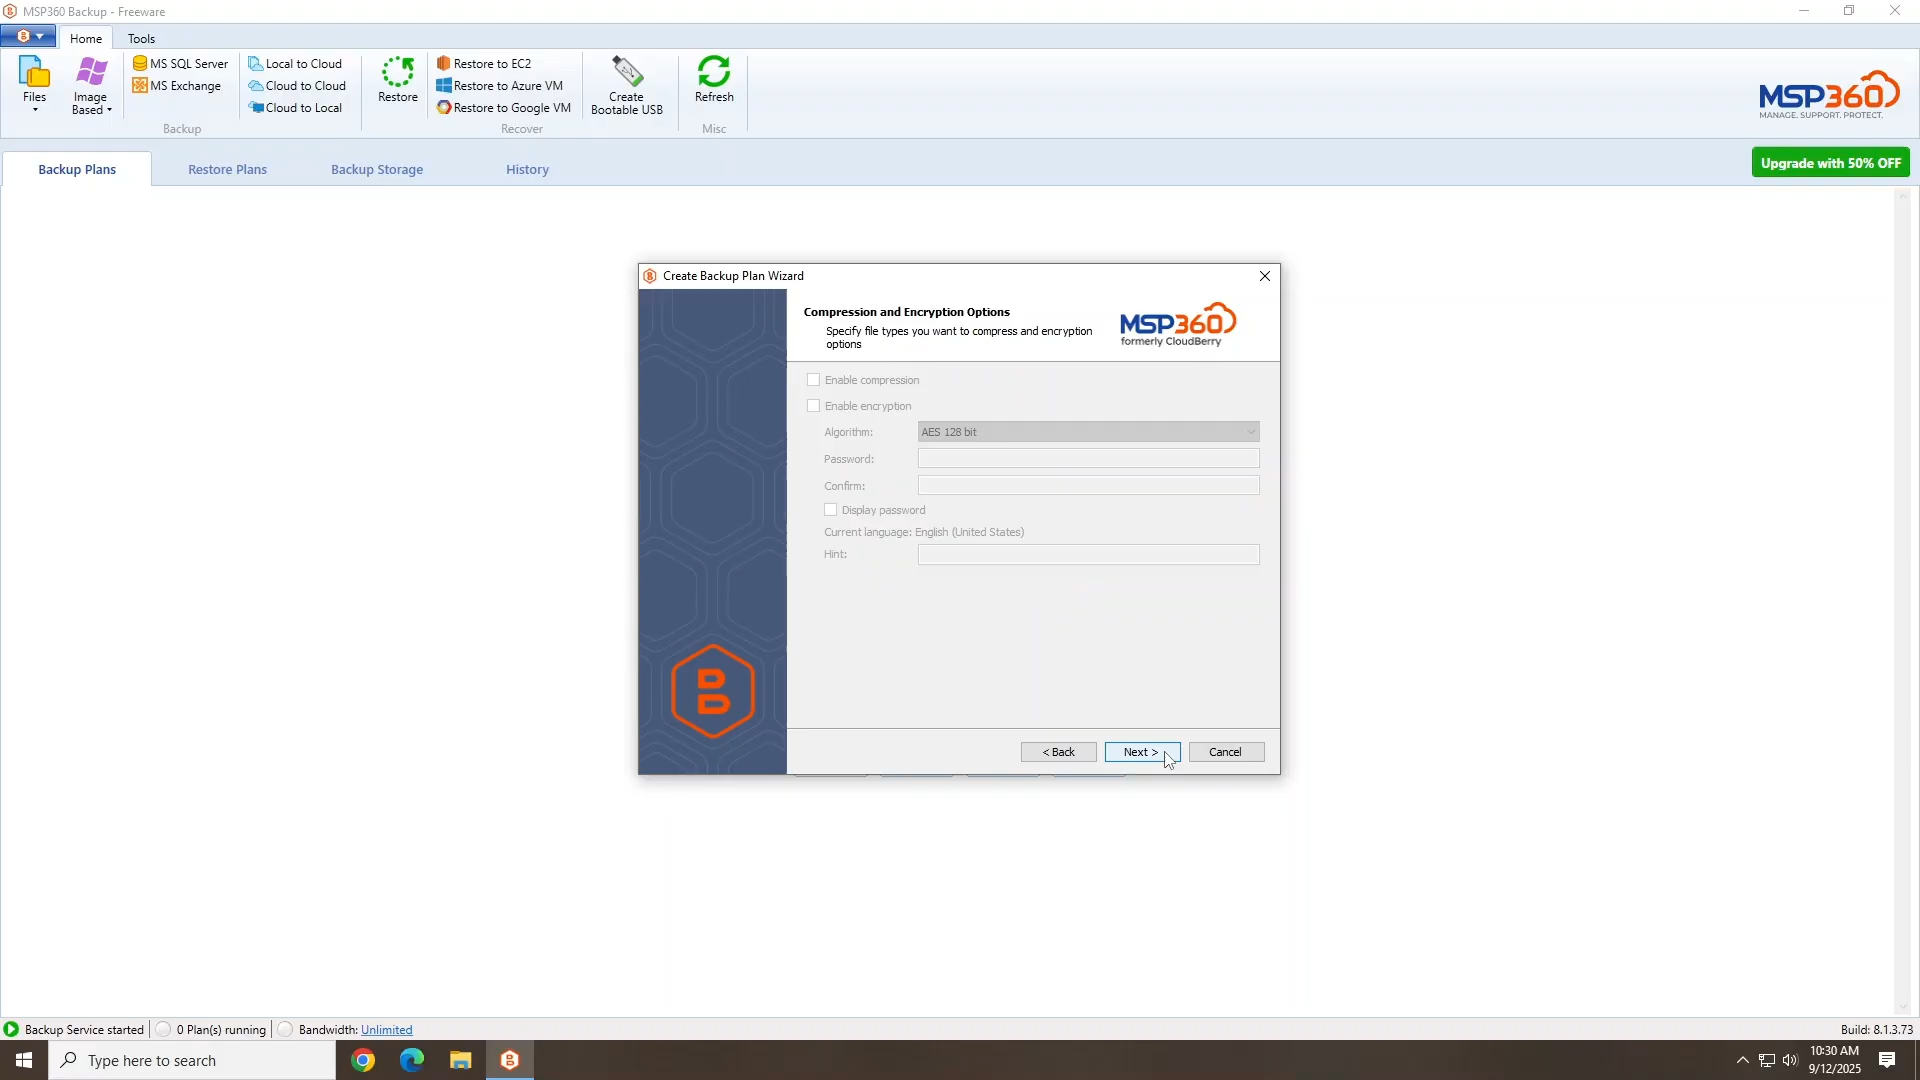 MSP360 Backup - Freeware
Home
Tools
Files
Image
Based
MS SQL Server
MS Exchange
Local to Cloud
Cloud to Cloud
Cloud to Local
Backup
Restore
Restore to EC2
Restore to Azure VM
Restore to Google VM
Recover
Create
Bootable USB
Refresh
Misc
MSP360
MANAGE. SUPPORT. PROTECT.
Backup Plans
Restore Plans
Backup Storage
History
Upgrade with 50% OFF
Create Backup Plan Wizard
Compression and Encryption Options
Specify file types you want to compress and encryption
options
MSP360
formerly CloudBerry
Enable compression
Enable encryption
Algorithm:
AES 128 bit
Password:
Confirm:
Display password
Current language: English (United States)
Hint:
< Back
Next >
Cancel
Backup Service started
0 Plan(s) running
Bandwidth: Unlimited
Build: 8.1.3.73
Type here to search
10:30 AM
9/12/2025